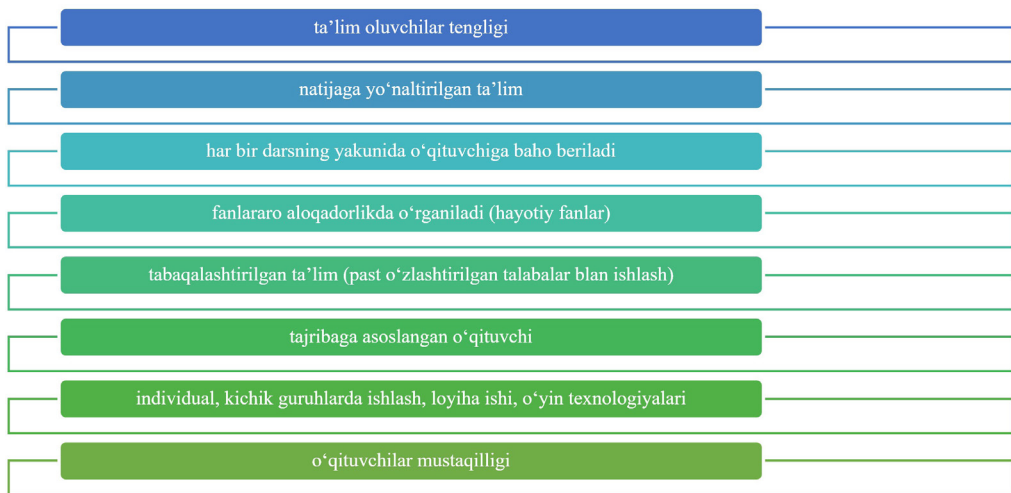 ta’lim oluvchilar tengligi
natijaga yo‘naltirilgan ta’lim
har bir darsning yakunida o‘qituvchiga baho beriladi
fanlararo aloqadorlikda o‘rganiladi (hayotiy fanlar)
tabaqalashtirilgan ta’lim (past o‘zlashtirilgan talabalar blan ishlash)
tajribaga asoslangan o‘qituvchi
individual, kichik guruhlarda ishlash, loyiha ishi, o‘yin texnologiyalari
o‘qituvchilar mustaqilligi